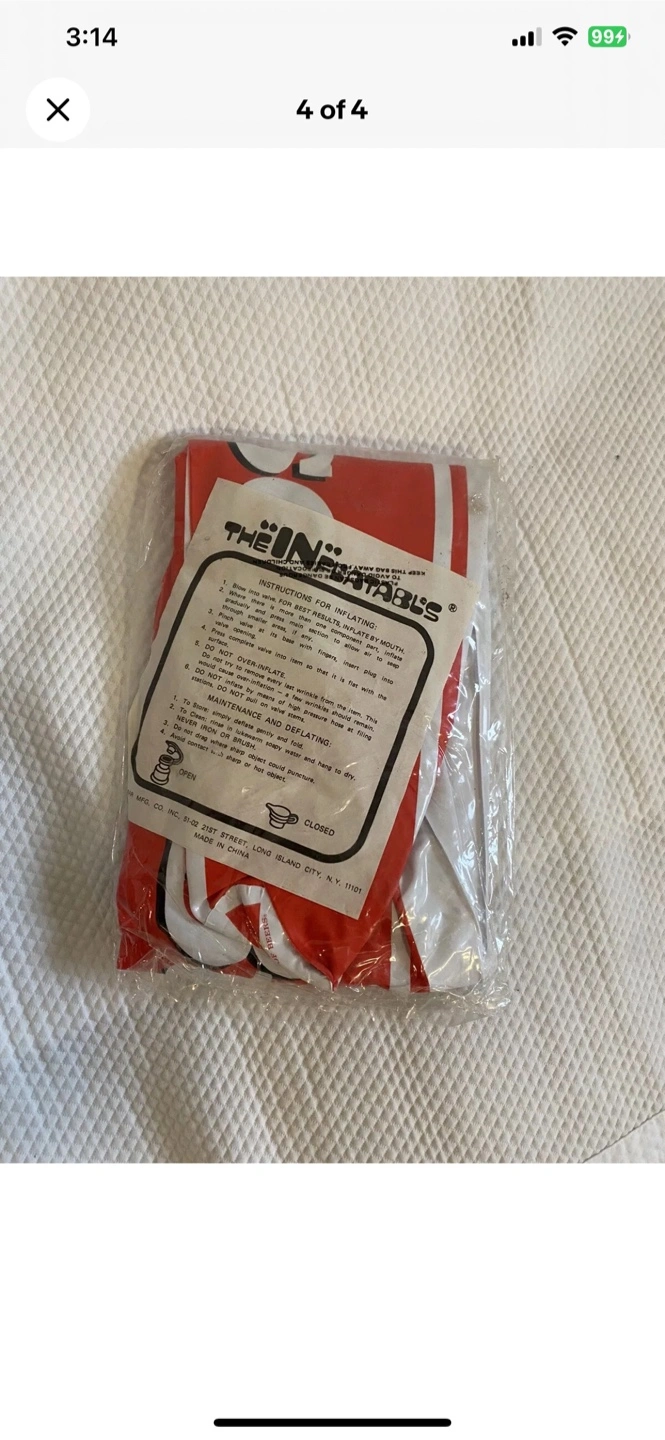 3:14
99
4 of 4
THE "IN" FLATABL'S ®
KEEP THIS BAG AWAY
TO AVOID
INSTRUCTIONS FOR INFLATING:
1. Blow into valve. FOR BEST RESULTS, INFLATE BY MOUTH.
2. Where there is more than one component part, inflate
gradually and press main section to allow air to seep
through smaller areas, if any.
3. Pinch valve at its base with fingers, insert plug into
valve opening.
4. Press complete valve into item so that it is flat with the
surface.
5. DO NOT OVER-INFLATE.
Do not try to remove every last wrinkle from the item. This
would cause over-inflation – a few wrinkles should remain.
6. DO NOT inflate by means of high pressure hose at filling
stations. DO NOT pull on valve stems.
MAINTENANCE AND DEFLATING:
1. To Store: simply deflate gently and fold.
2. To Clean: rinse in lukewarm soapy water and hang to dry.
NEVER IRON OR BRUSH.
3. Do not drag where sharp object could puncture.
4. Avoid contact sharp or hot object.
OPEN
CLOSED
MFG. CO. INC. 51-02 21ST STREET, LONG ISLAND CITY, N.Y. 11101
MADE IN CHINA